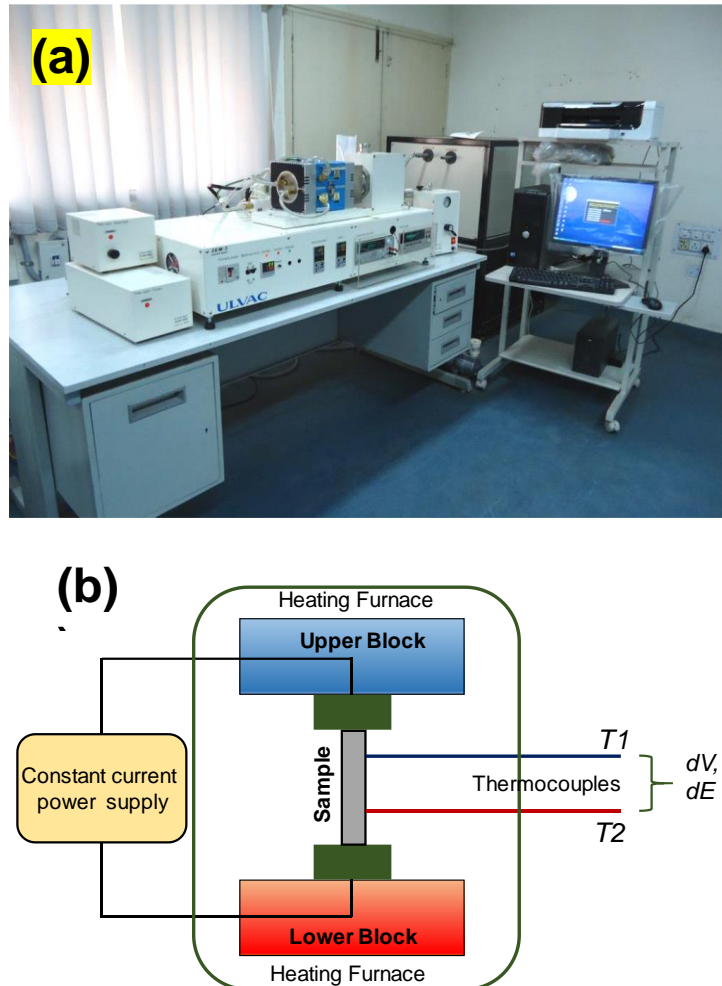 (a)
ULVAC
(b)
Heating Furnace
Upper Block
Constant current
power supply
Sample
T1
Thermocouples
dV,
dE
T2
Lower Block
Heating Furnace